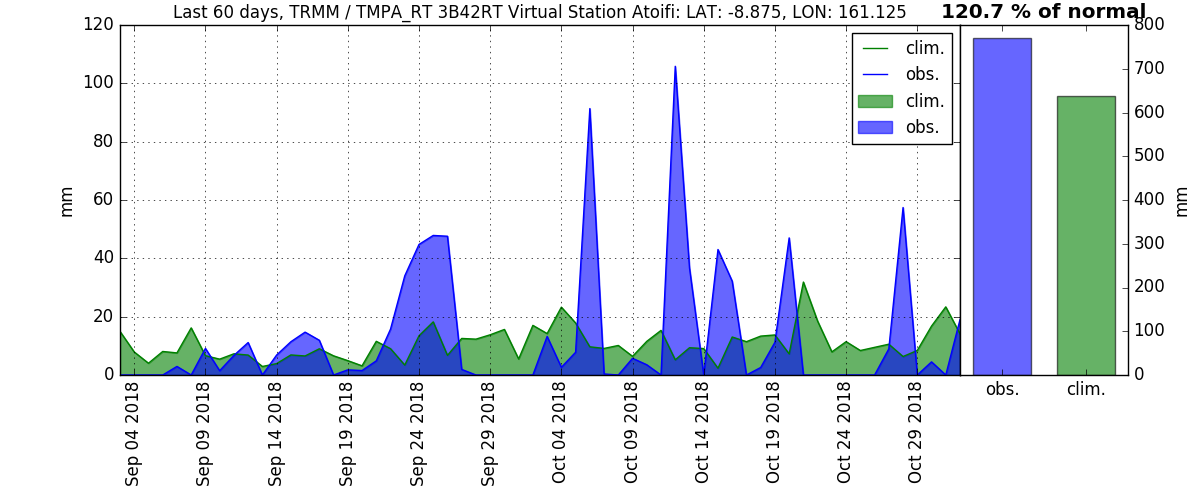 Last 60 days, TRMM / TMPA_RT 3B42RT Virtual Station Atoifi: LAT: -8.875, LON: 161.125
120.7 % of normal
120
100
80
60
40
20
0
mm
clim.
obs.
clim.
obs.
800
700
600
500
400
300
200
100
0
mm
Sep 04 2018
Sep 09 2018
Sep 14 2018
Sep 19 2018
Sep 24 2018
Sep 29 2018
Oct 04 2018
Oct 09 2018
Oct 14 2018
Oct 19 2018
Oct 24 2018
Oct 29 2018
obs.
clim.